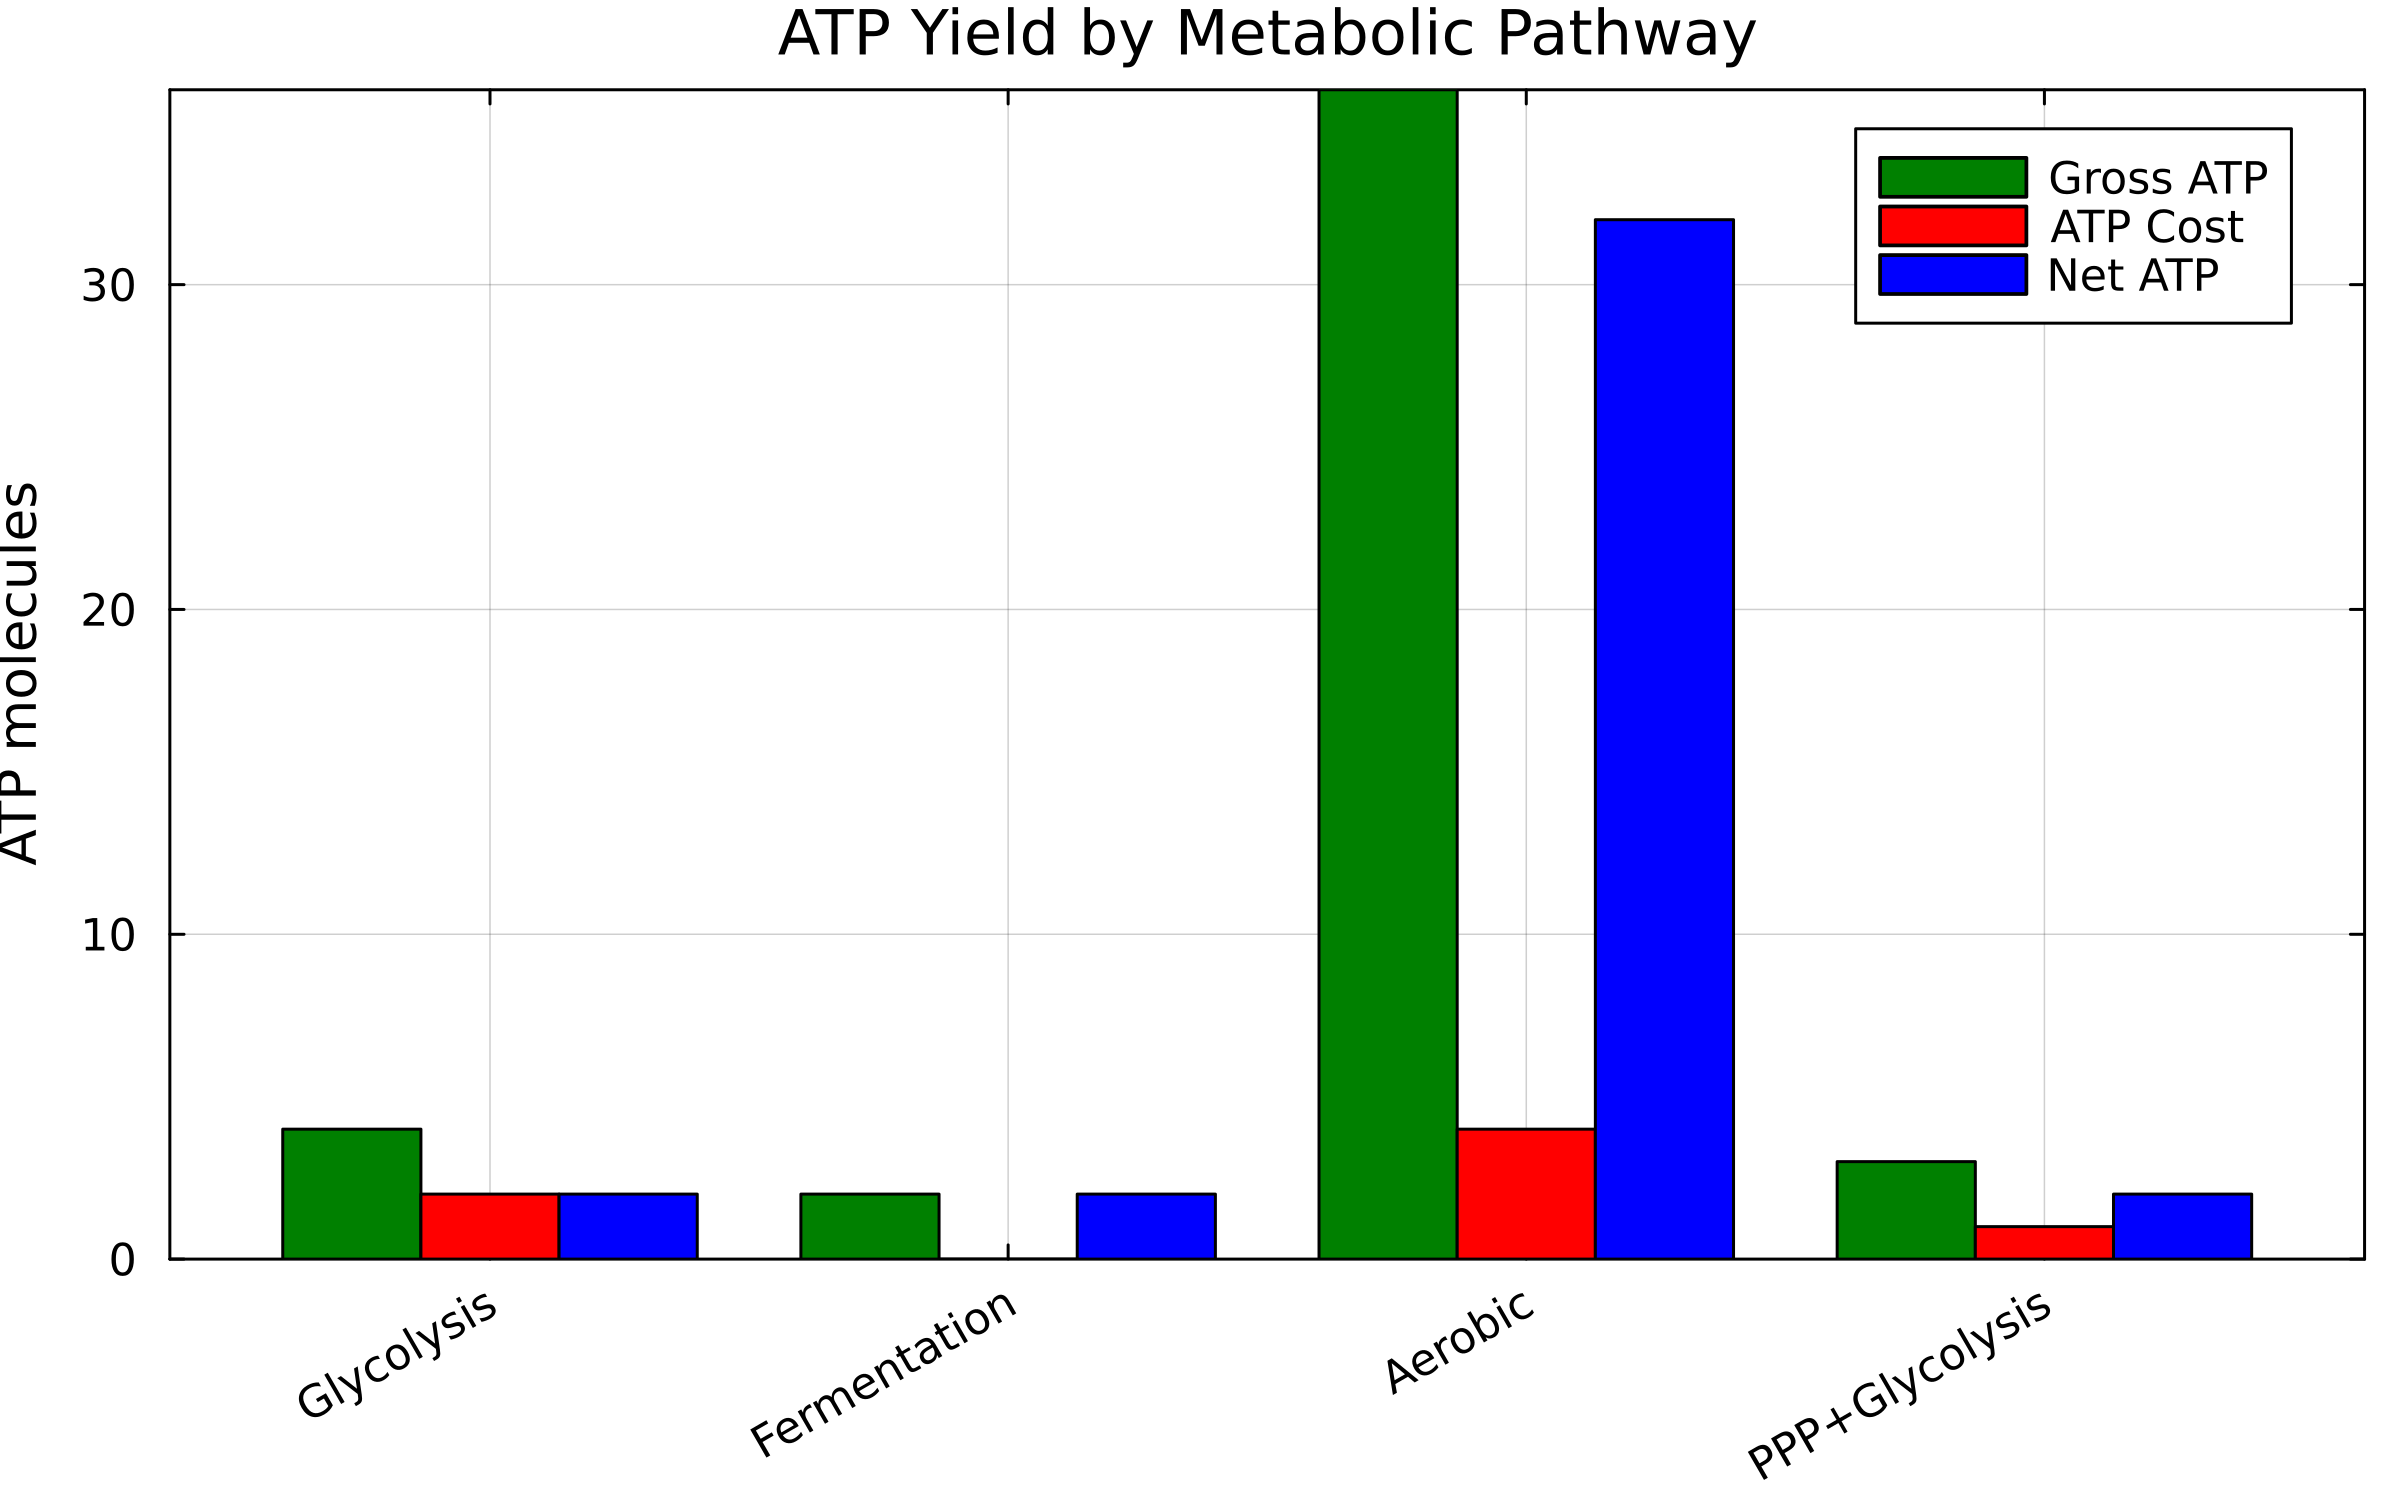 ATP Yield by Metabolic Pathway
Gross ATP
ATP Cost
Net ATP
ATP molecules
30
20
10
0
Glycolysis
Fermentation
Aerobic
PPP+Glycolysis